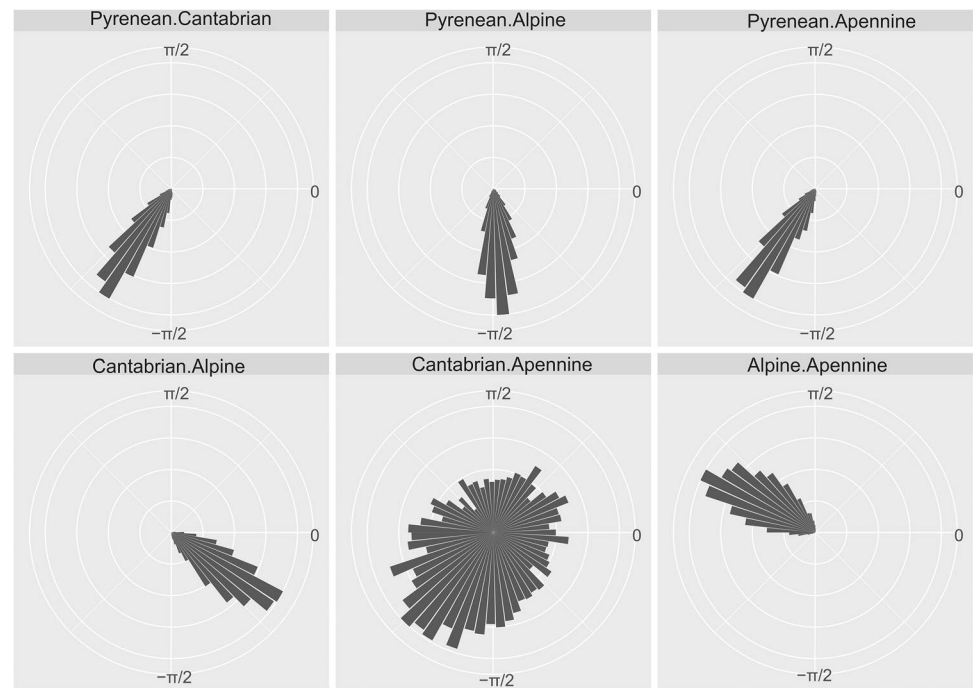 Pyrenean.Cantabrian
Pyrenean.Alpine
Pyrenean.Apennine
π/2
π/2
π/2
0
0
0
−π/2
−π/2
−π/2
Cantabrian.Alpine
Cantabrian.Apennine
Alpine.Apennine
π/2
π/2
π/2
0
0
0
−π/2
−π/2
−π/2